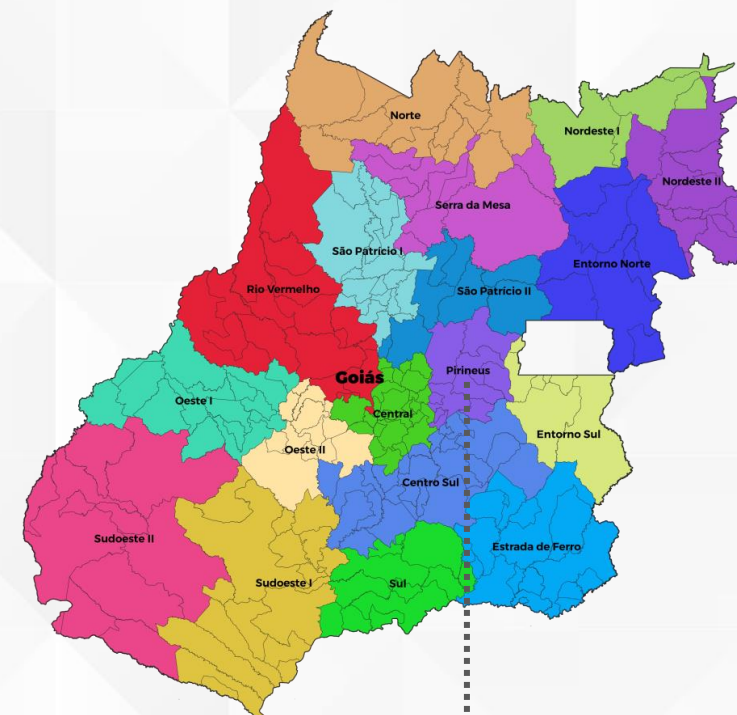 Norte
Nordeste I
Nordeste II
Serra da Mesa
São Patrício I
Entorno Norte
Rio Vermelho
São Patrício II
Pirineus
Goiás
Oeste I
Central
Entorno Sul
Oeste II
Centro Sul
Sudoeste II
Estrada de Ferro
Sudoeste I
Sul